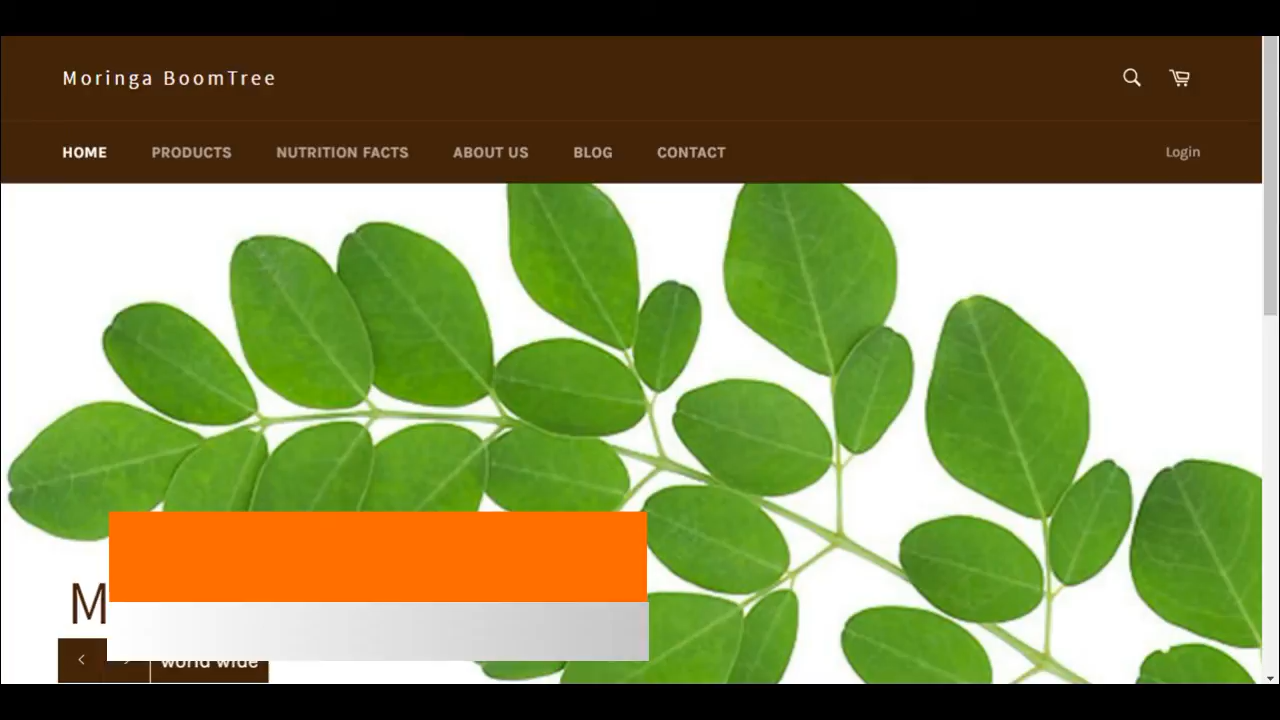 Moringa BoomTree
HOME PRODUCTS NUTRITION FACTS ABOUT US BLOG CONTACT Login
M
world wide